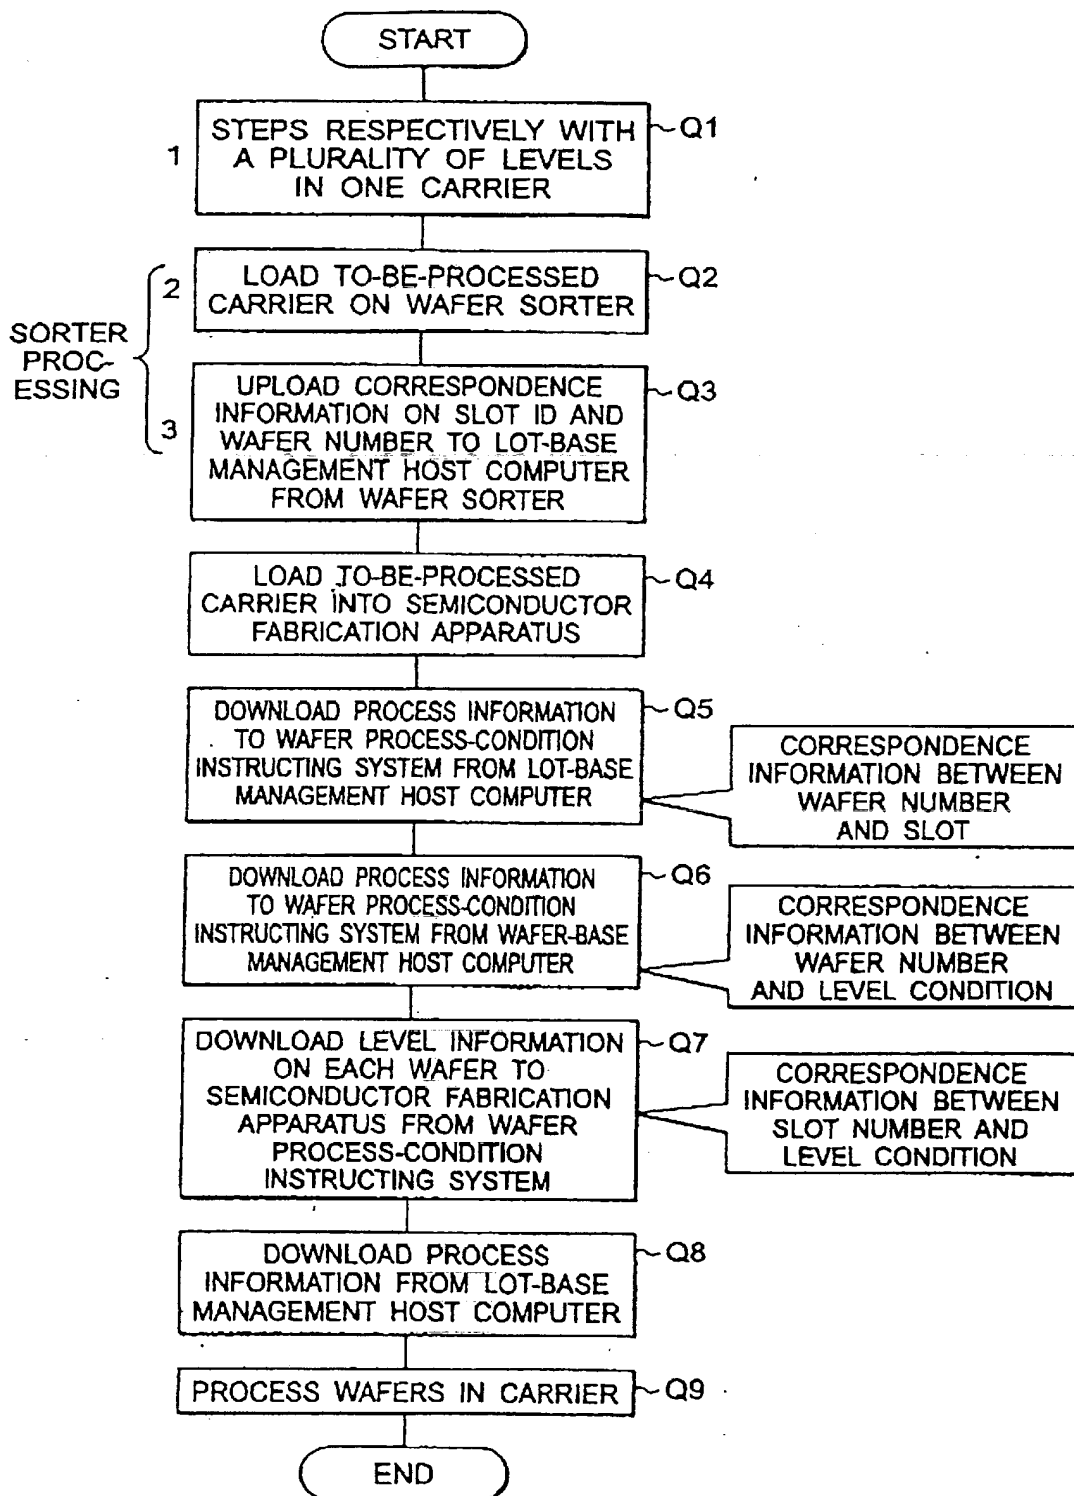 START
1
STEPS RESPECTIVELY WITH
A PLURALITY OF LEVELS
IN ONE CARRIER
Q1
SORTER
PROC-
ESSING
2
LOAD TO-BE-PROCESSED
CARRIER ON WAFER SORTER
Q2
3
UPLOAD CORRESPONDENCE
INFORMATION ON SLOT ID AND
WAFER NUMBER TO LOT-BASE
MANAGEMENT HOST COMPUTER
FROM WAFER SORTER
Q3
LOAD TO-BE-PROCESSED
CARRIER INTO SEMICONDUCTOR
FABRICATION APPARATUS
Q4
DOWNLOAD PROCESS INFORMATION
TO WAFER PROCESS-CONDITION
INSTRUCTING SYSTEM FROM LOT-BASE
MANAGEMENT HOST COMPUTER
Q5
CORRESPONDENCE
INFORMATION BETWEEN
WAFER NUMBER
AND SLOT
DOWNLOAD PROCESS INFORMATION
TO WAFER PROCESS-CONDITION
INSTRUCTING SYSTEM FROM WAFER-BASE
MANAGEMENT HOST COMPUTER
Q6
CORRESPONDENCE
INFORMATION BETWEEN
WAFER NUMBER
AND LEVEL CONDITION
DOWNLOAD LEVEL INFORMATION
ON EACH WAFER TO
SEMICONDUCTOR FABRICATION
APPARATUS FROM WAFER
PROCESS-CONDITION
INSTRUCTING SYSTEM
Q7
CORRESPONDENCE
INFORMATION BETWEEN
SLOT NUMBER AND
LEVEL CONDITION
DOWNLOAD PROCESS
INFORMATION FROM LOT-BASE
MANAGEMENT HOST COMPUTER
Q8
PROCESS WAFERS IN CARRIER
Q9
END